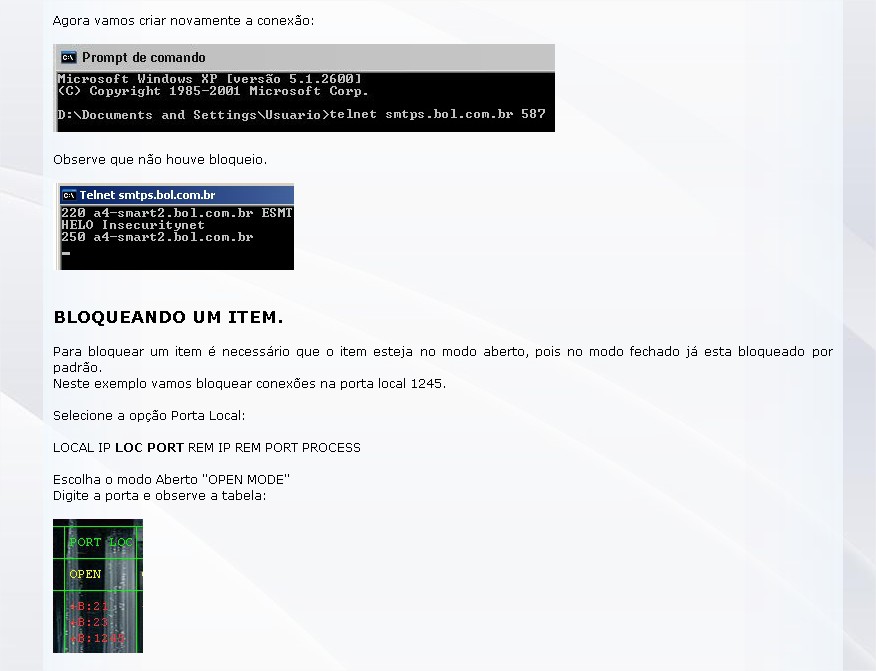 Agora vamos criar novamente a conexão:
Prompt de comando
Microsoft Windows XP [versão 5.1.2600]
(C) Copyright 1985-2001 Microsoft Corp.
D:\Documents and Settings\Usuario>telnet smtps.bol.com.br 587
Observe que não houve bloqueio.
Telnet smtps.bol.com.br
220 a4-smart2.bol.com.br ESMT
HELO Insecuritynet
250 a4-smart2.bol.com.br
BLOQUEANDO UM ITEM.
Para bloquear um item é necessário que o item esteja no modo aberto, pois no modo fechado já esta bloqueado por
padrão.
Neste exemplo vamos bloquear conexões na porta local 1245.
Selecione a opção Porta Local:
LOCAL IP LOC PORT REM IP REM PORT PROCESS
Escolha o modo Aberto "OPEN MODE"
Digite a porta e observe a tabela:
PORT LOC
OPEN
+B:21
+B:23
+B:1245